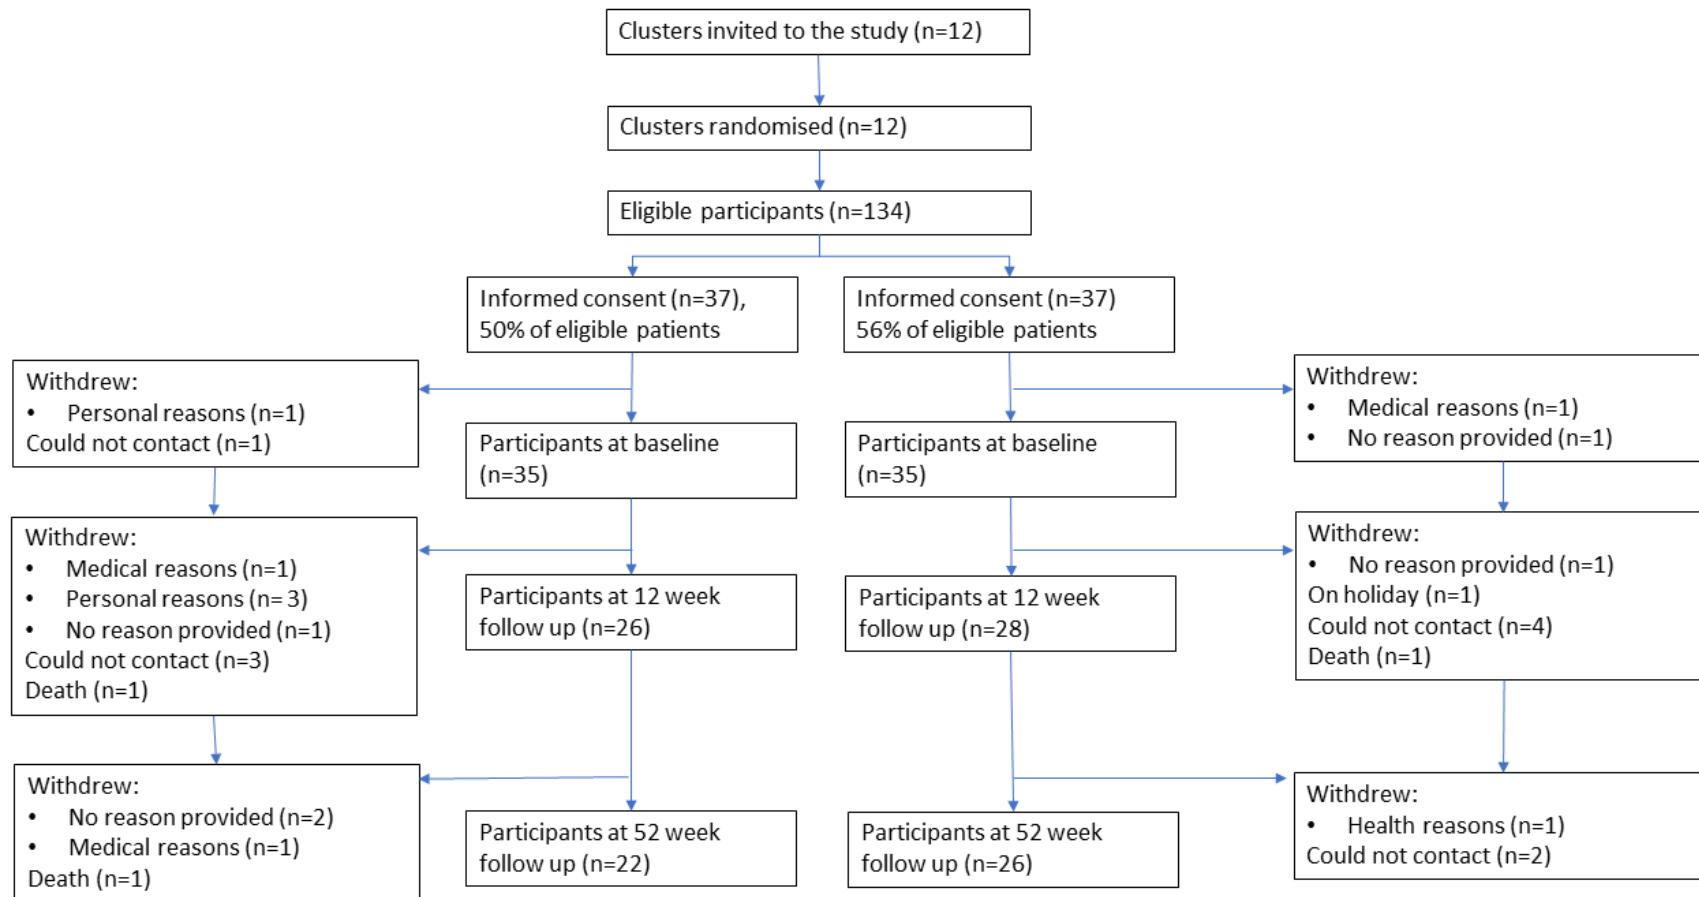 Clusters invited to the study (n=12)
Clusters randomised (n=12)
Eligible participants (n=134)
Informed consent (n=37),
50% of eligible patients
Informed consent (n=37)
56% of eligible patients
Withdrew:
• Personal reasons (n=1)
Could not contact (n=1)
Participants at baseline
(n=35)
Participants at baseline
(n=35)
Withdrew:
• Medical reasons (n=1)
• No reason provided (n=1)
Withdrew:
• Medical reasons (n=1)
• Personal reasons (n= 3)
• No reason provided (n=1)
Could not contact (n=3)
Death (n=1)
Participants at 12 week
follow up (n=26)
Participants at 12 week
follow up (n=28)
Withdrew:
• No reason provided (n=1)
On holiday (n=1)
Could not contact (n=4)
Death (n=1)
Withdrew:
• No reason provided (n=2)
• Medical reasons (n=1)
Death (n=1)
Participants at 52 week
follow up (n=22)
Participants at 52 week
follow up (n=26)
Withdrew:
• Health reasons (n=1)
Could not contact (n=2)